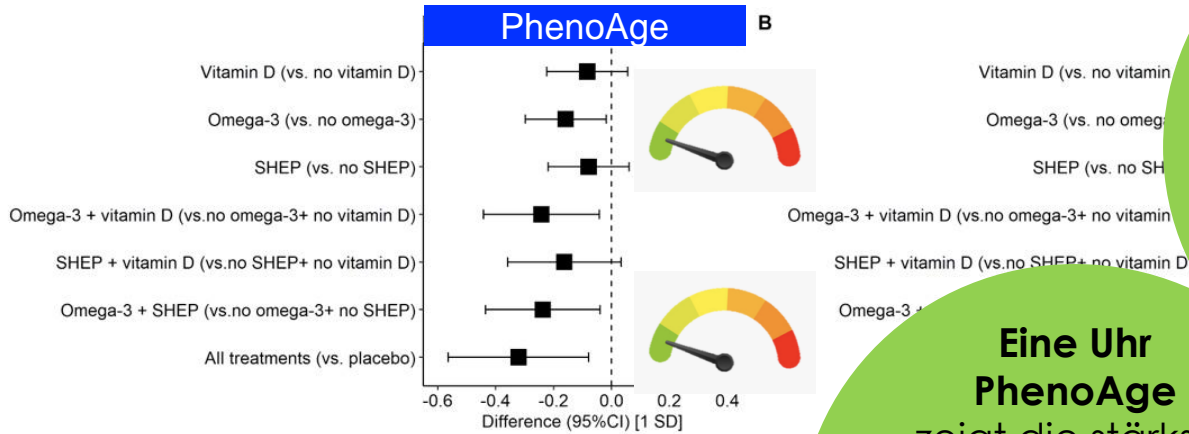 PhenoAge
B
Vitamin D (vs. no vitamin D)
Omega-3 (vs. no omega-3)
SHEP (vs. no SHEP)
Omega-3 + vitamin D (vs.no omega-3+ no vitamin D)
SHEP + vitamin D (vs.no SHEP+ no vitamin D)
Omega-3 + SHEP (vs.no omega-3+ no SHEP)
All treatments (vs. placebo)
-0.6 -0.4 -0.2 0.0 0.2 0.4
Difference (95%CI) [1 SD]
Vitamin D (vs. no vitamin
Omega-3 (vs. no
SHEP (vs. no
Omega-3 + vitamin D (vs.no omega-3+ no vitamin
SHEP + vitamin D (vs.no SHEP+ no vitamin D
Omega-3
Eine Uhr
PhenoAge
zeigt die